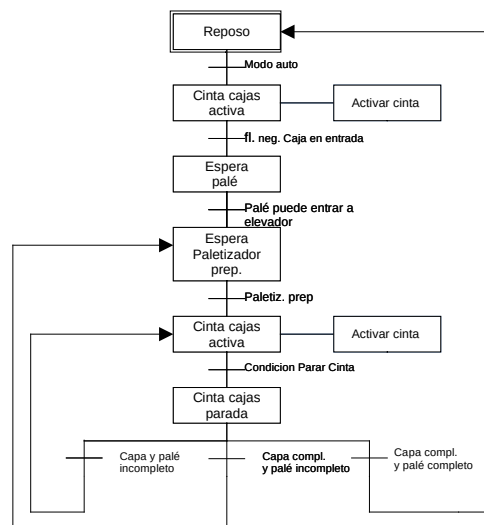 Reposo
Modo auto
Cinta cajas
activa
Activar cinta
fl. neg. Caja en entrada
Espera
palé
Palé puede entrar a
elevador
Espera
Paletizador
prep.
Paletiz. prep
Cinta cajas
activa
Activar cinta
Condicion Parar Cinta
Cinta cajas
parada
Capa y palé
incompleto
Capa compl.
y palé incompleto
Capa compl.
y palé completo